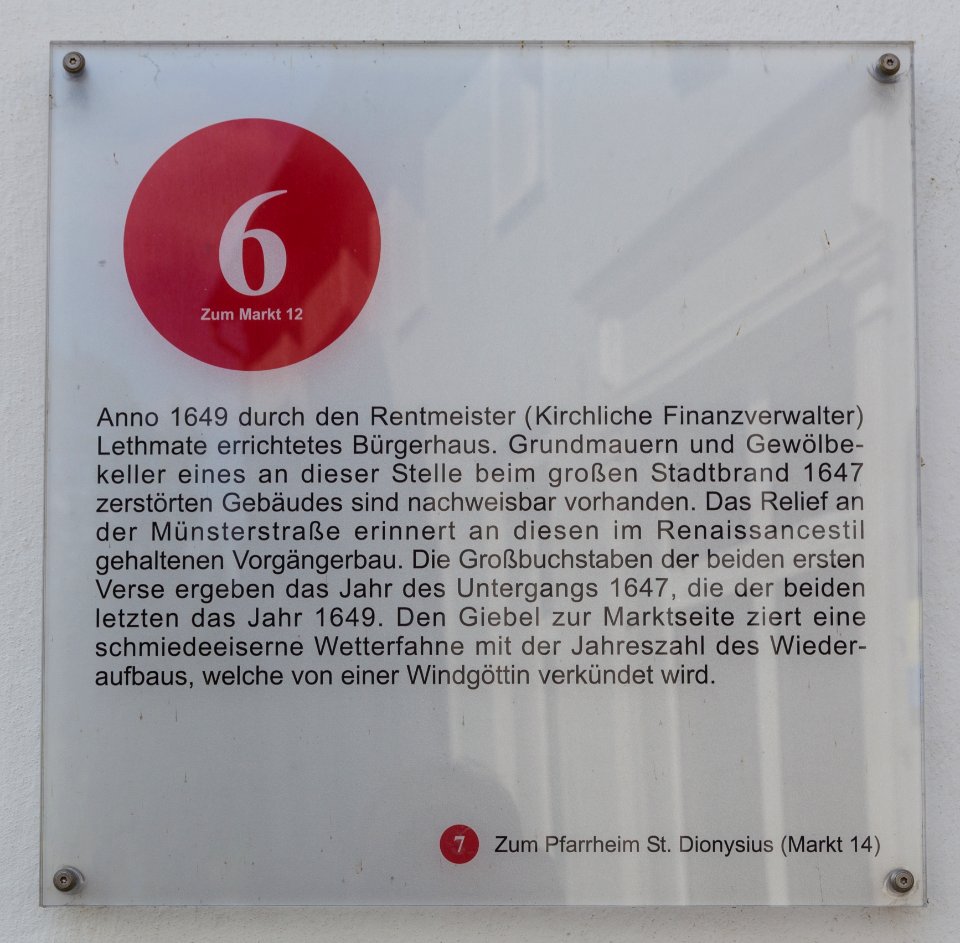 6
Zum Markt 12
Anno 1649 durch den Rentmeister (Kirchliche Finanzverwalter)
Lethmate errichtetes Bürgerhaus. Grundmauern und Gewölbe-
keller eines an dieser Stelle beim großen Stadtbrand 1647
zerstörten Gebäudes sind nachweisbar vorhanden. Das Relief an
der Münsterstraße erinnert an diesen im Renaissancestil
gehaltenen Vorgängerbau. Die Großbuchstaben der beiden ersten
Verse ergeben das Jahr des Untergangs 1647, die der beiden
letzten das Jahr 1649. Den Giebel zur Marktseite ziert eine
schmiedeeiserne Wetterfahne mit der Jahreszahl des Wieder-
aufbaus, welche von einer Windgöttin verkündet wird.
7 Zum Pfarrheim St. Dionysius (Markt 14)